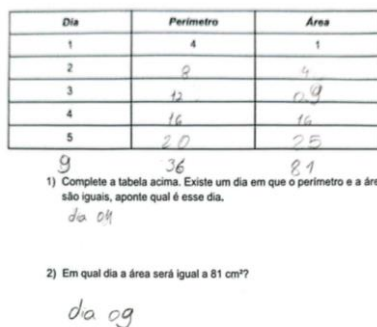 Dia Perímetro Área
1 4 1
2 8 4
3 12 09
4 16 16
5 20 25
9 36 81
1) Complete a tabela acima. Existe um dia em que o perímetro e a áre
são iguais, aponte qual é esse dia.
dia 04
2) Em qual dia a área será igual a 81 cm²?
dia 09